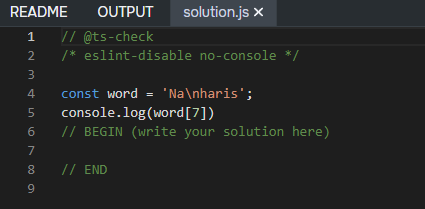 README OUTPUT solution.js ×
1 // @ts-check
2 /* eslint-disable no-console */
3
4 const word = 'Na\nharis';
5 console.log(word[7])
6 // BEGIN (write your solution here)
7
8 // END
9